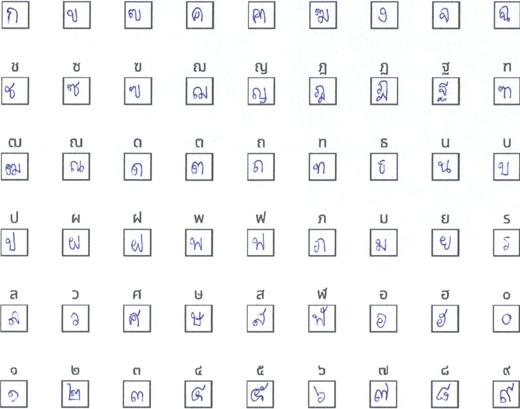 ก ข ฃ ค ฅ ฆ ง จ ฉ
ช ซ ฃ ฌ ญ ฎ ฏ ฐ ฑ
ช ซ ฃ ฌ ญ ฎ ฏ ฐ ฑ
ฒ ณ ด ต ถ ท ธ น บ
ฒ ณ ด ต ถ ท ธ น บ
ป ผ ฝ พ ฟ ภ ม ย ร
ป ผ ฝ พ ฟ ภ ม ย ร
ล ว ศ ษ ส ฬ อ ฮ ๐
ล ว ศ ษ ส ฬ อ ฮ ๐
๑ ๒ ๓ ๔ ๕ ๖ ๗ ๘ ๙
๑ ๒ ๓ ๔ ๕ ๖ ๗ ๘ ๙